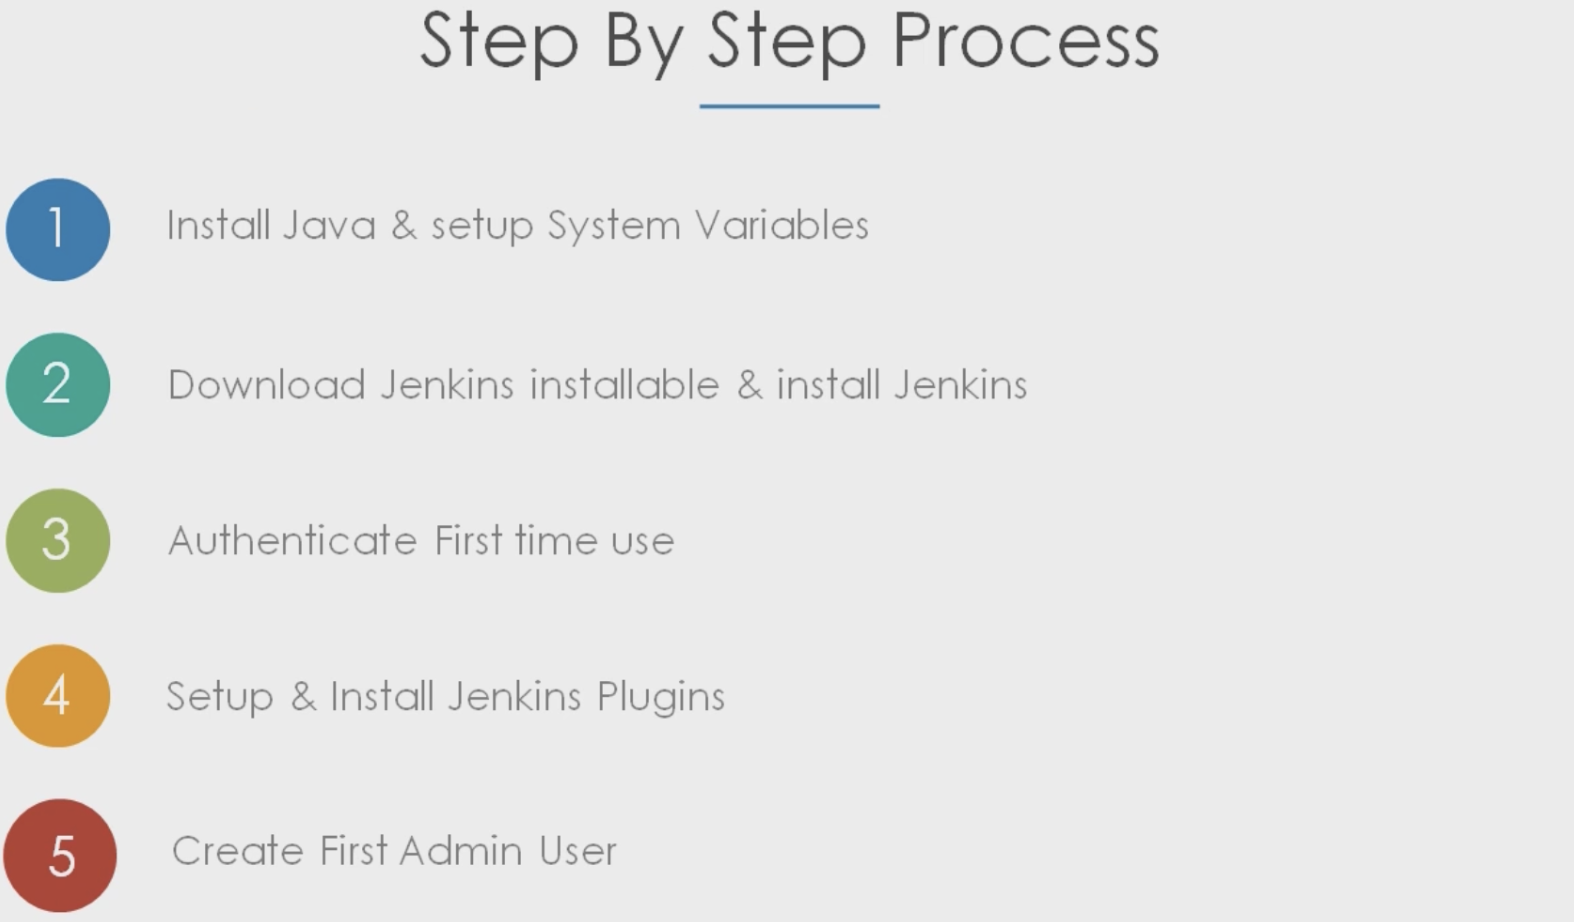 Step By Step Process
1 Install Java & setup System Variables
2 Download Jenkins installable & install Jenkins
3 Authenticate First time use
4 Setup & Install Jenkins Plugins
5 Create First Admin User